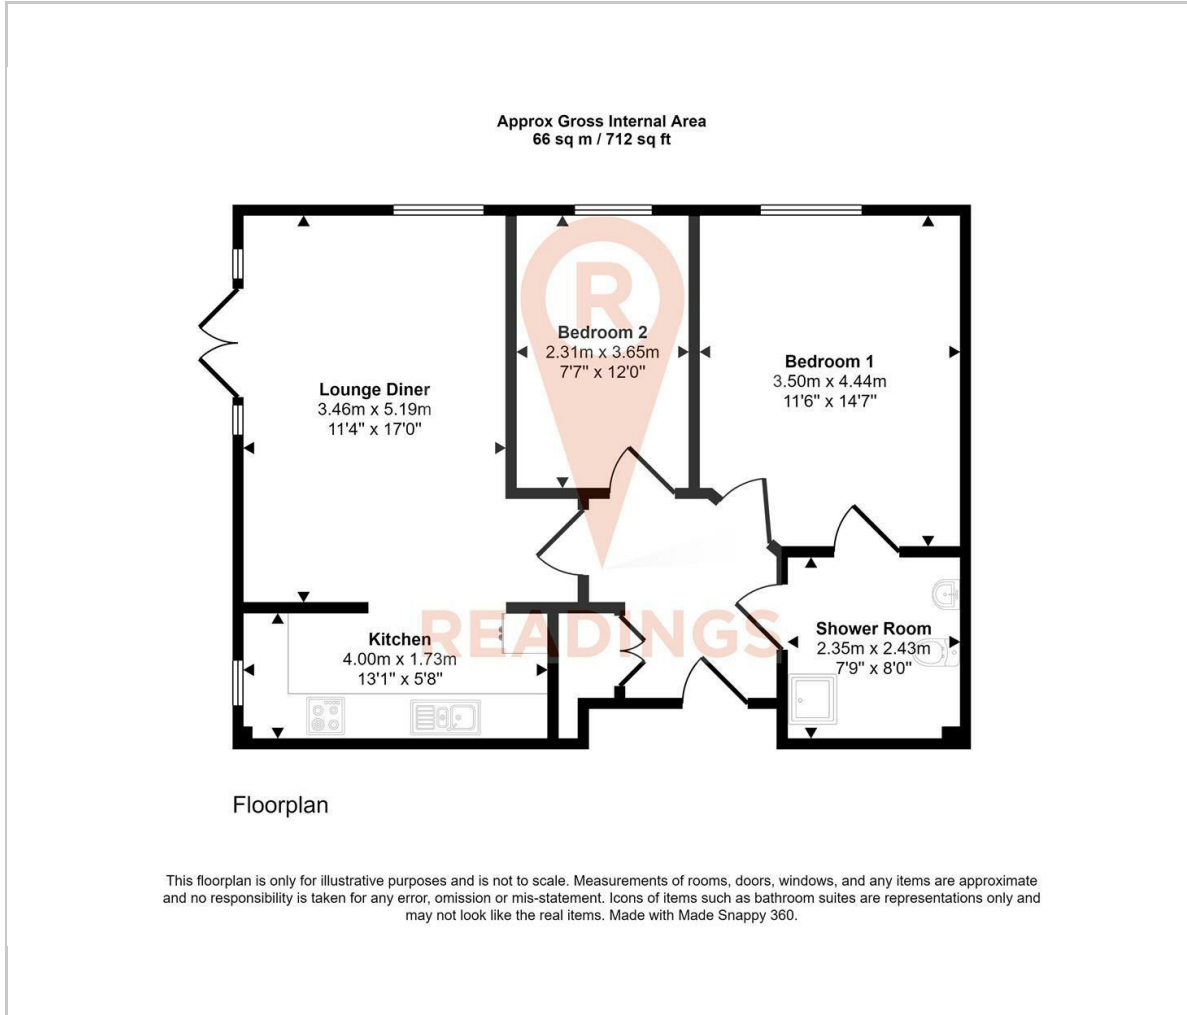 Approx Gross Internal Area
66 sq m / 712 sq ft
R
Bedroom 2
2.31m x 3.65m
7'7" x 12'0"
Bedroom 1
3.50m x 4.44m
11'6" x 14'7"
Lounge Diner
3.46m x 5.19m
11'4" x 17'0"
READINGS
Kitchen
4.00m x 1.73m
13'1" x 5'8"
Shower Room
2.35m x 2.43m
7'9" x 8'0"
Floorplan
This floorplan is only for illustrative purposes and is not to scale. Measurements of rooms, doors, windows, and any items are approximate
and no responsibility is taken for any error, omission or mis-statement. Icons of items such as bathroom suites are representations only and
may not look like the real items. Made with Made Snappy 360.